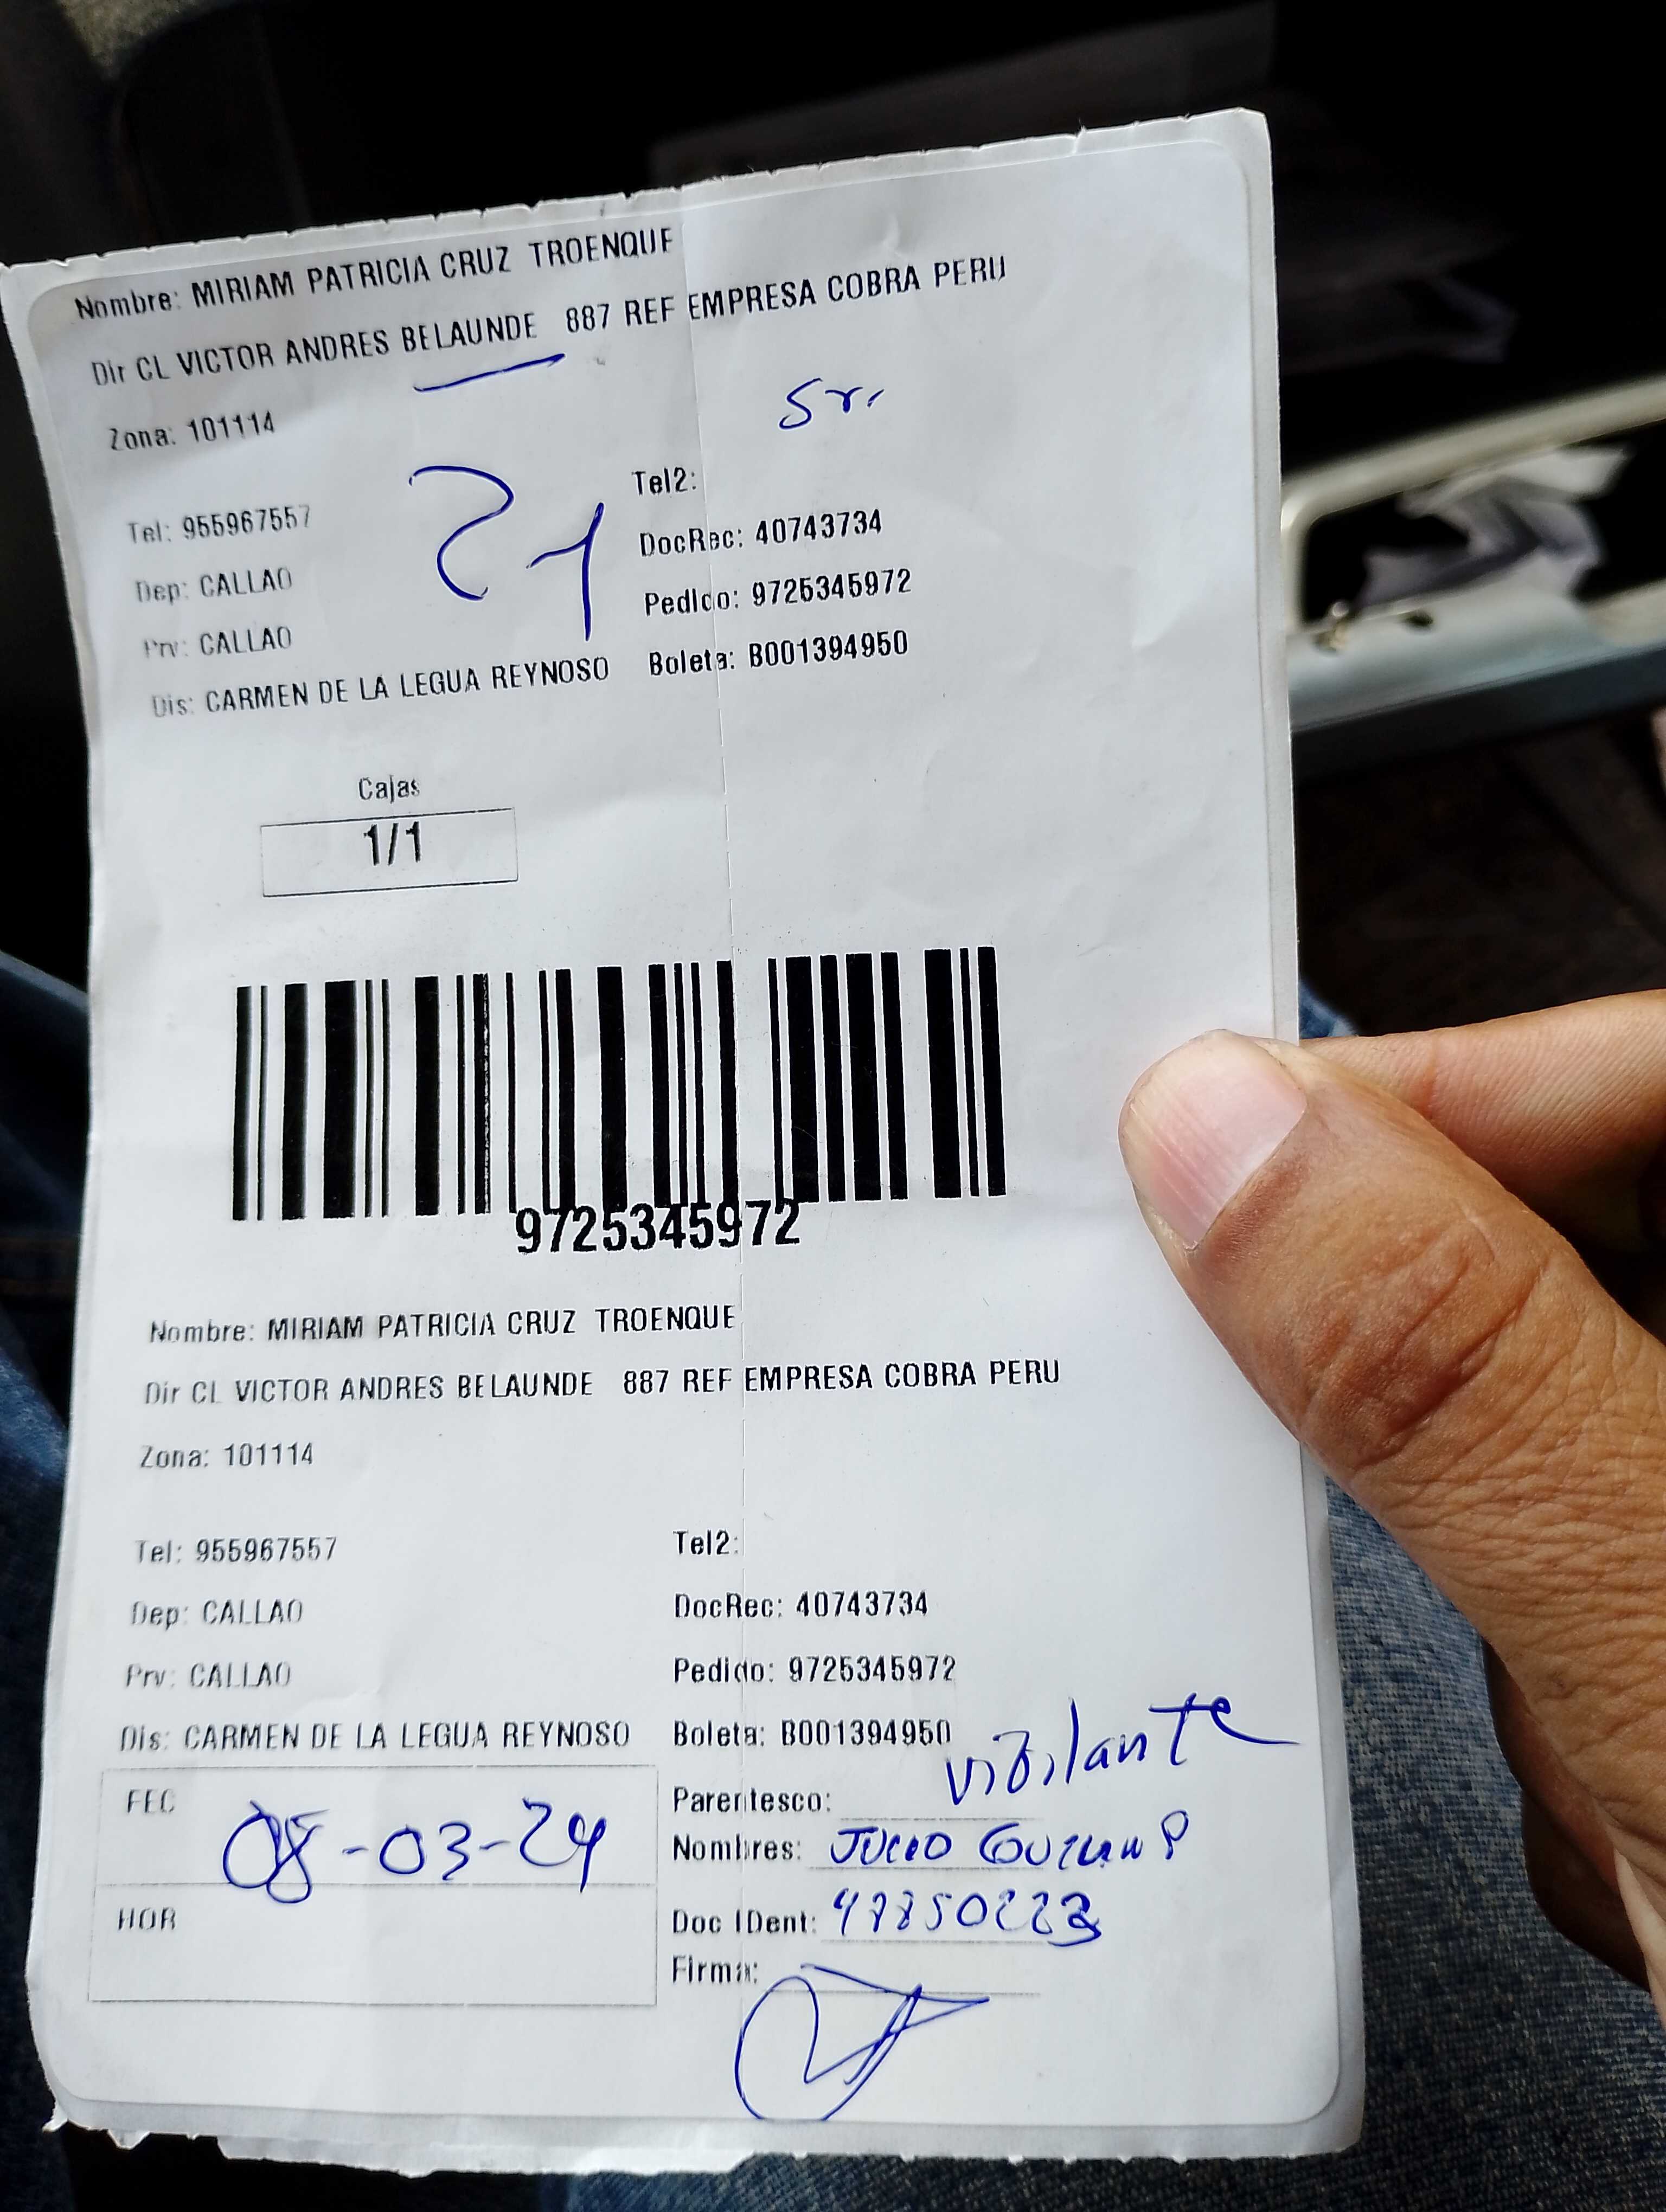 Nombre: MIRIAM PATRICIA CRUZ TROENQUE
Dir CL VICTOR ANDRES BELAUNDE 887 REF EMPRESA COBRA PERU
Zona: 101114
Tel: 955967557
Tel2:
DocRec: 40743734
Dep: CALLAO
Pedido: 9725345972
Prv: CALLAO
Boleta: B001394950
Dis: CARMEN DE LA LEGUA REYNOSO
Cajas
1/1
9725345972
Nombre: MIRIAM PATRICIA CRUZ TROENQUE
Dir CL VICTOR ANDRES BELAUNDE 887 REF EMPRESA COBRA PERU
Zona: 101114
Tel: 955967557
Tel2:
Dep: CALLAO
DocRec: 40743734
Prv: CALLAO
Pedido: 9725345972
Dis: CARMEN DE LA LEGUA REYNOSO
Boleta: B001394950
FEC 08-03-24
Parentesco: vigilante
Nombres: JULIO GUZMAN P
HOR
Doc IDent:
Firma: